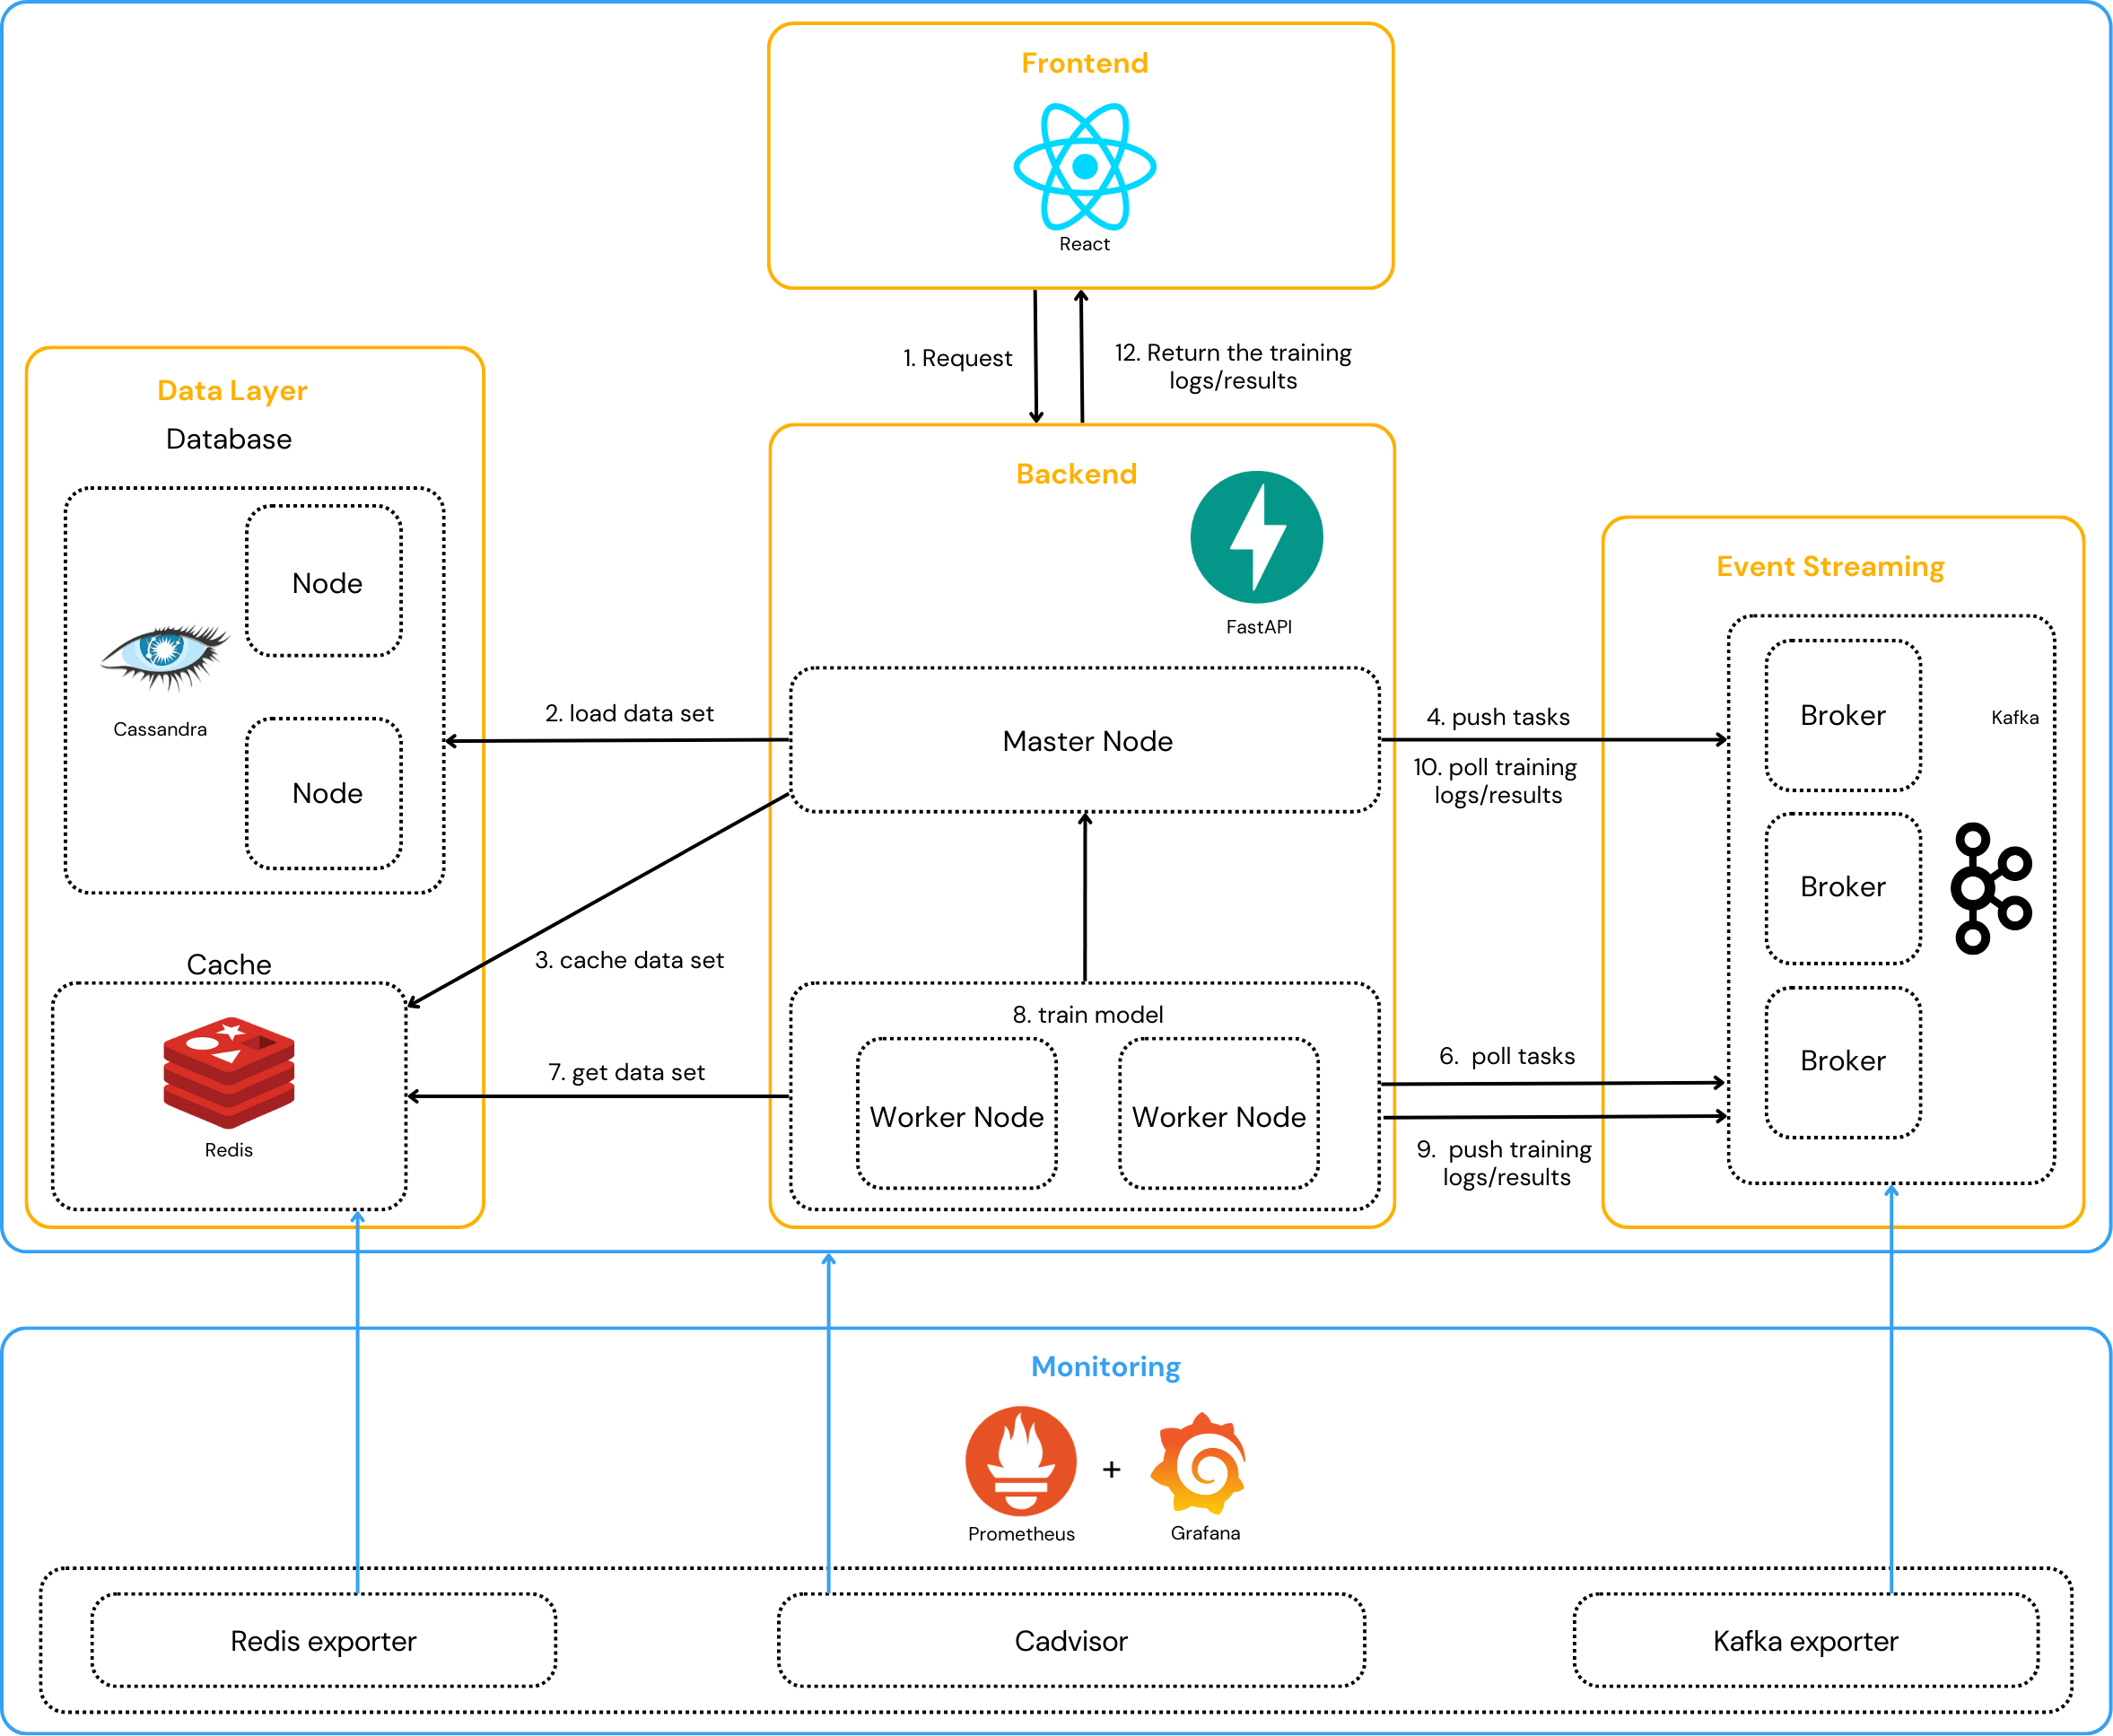 Frontend
React
1. Request
12. Return the training
logs/results
Data Layer
Database
Node
Cassandra
Node
Cache
Redis
2. load data set
3. cache data set
7. get data set
Backend
FastAPI
Master Node
8. train model
Worker Node
Worker Node
4. push tasks
10. poll training
logs/results
6. poll tasks
9. push training
logs/results
Event Streaming
Broker
Kafka
Broker
Broker
Monitoring
Prometheus
+
Grafana
Redis exporter
Cadvisor
Kafka exporter